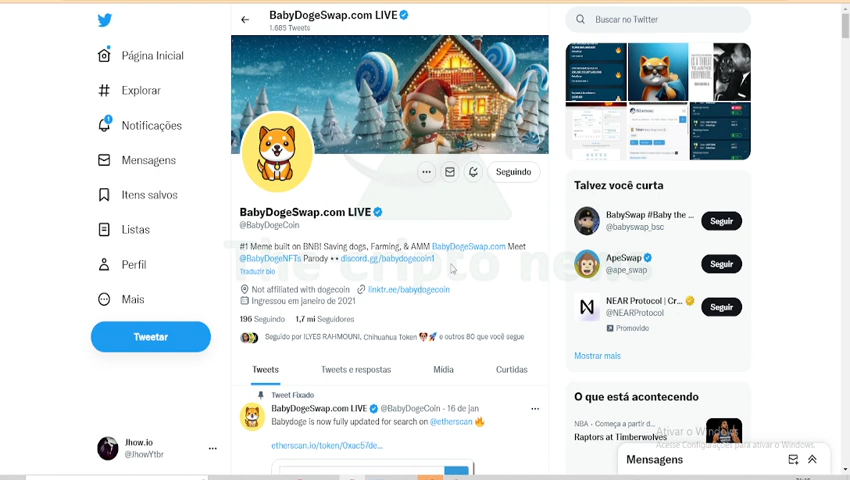 BabyDogeSwap.com LIVE
1.685 Tweets
Buscar no Twitter
Página Inicial
Explorar
1
Notificações
Mensagens
Itens salvos
Listas
Perfil
Mais
Tweetar
Jhow.io
@JhowYtbr
Seguindo
BabyDogeSwap.com LIVE
@BabyDogeCoin
#1 Meme built on BNB! Saving dogs, Farming, & AMM BabyDogeSwap.com Meet
@BabyDogeNFTs Parody 👀 discord.gg/babydogecoin1
Traduzir bio
Not affiliated with dogecoin linktr.ee/babydogecoin
Ingressou em janeiro de 2021
196 Seguindo 1,7 mi Seguidores
Seguido por ILYES RAHMOUNI, Chihuahua Token 🚀 e outros 80 que você segue
Tweets Tweets e respostas Mídia Curtidas
Tweet Fixado
BabyDogeSwap.com LIVE @BabyDogeCoin · 16 de jan
Babydoge is now fully updated for search on @etherscan 🔥
etherscan.io/token/0xac57de...
The cripto news
Talvez você curta
BabySwap #Baby the ...
@babyswap_bsc
Seguir
ApeSwap
@ape_swap
Seguir
NEAR Protocol | Cr...
@NEARProtocol
Seguir
Promovido
Mostrar mais
O que está acontecendo
NBA · Começa a partir d...
Raptors at Timberwolves
Ativar o Windows
Acesse Configurações para ativar o Windows.
Mensagens